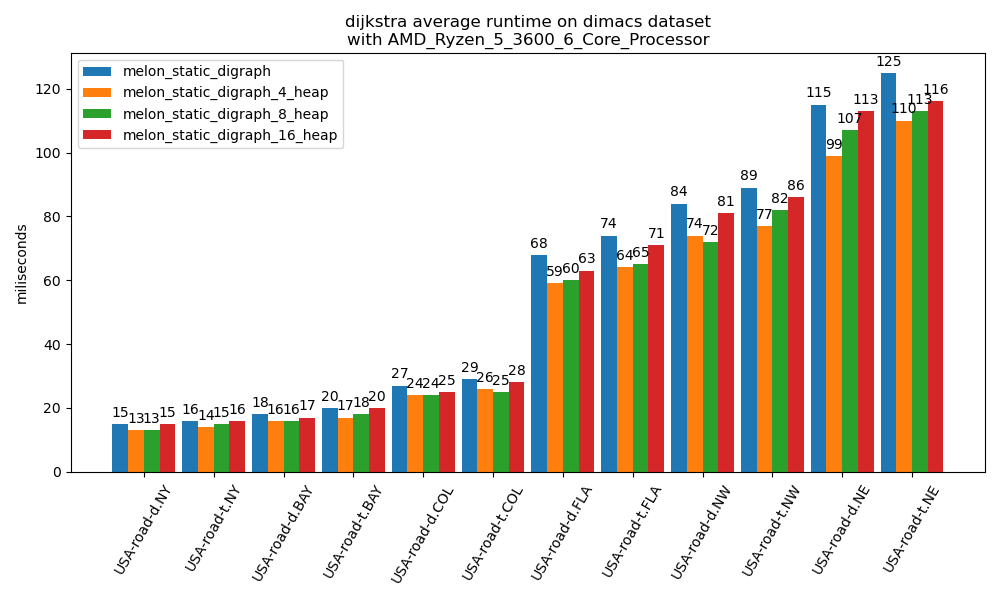 dijkstra average runtime on dimacs dataset
with AMD_Ryzen_5_3600_6_Core_Processor
melon_static_digraph
melon_static_digraph_4_heap
melon_static_digraph_8_heap
melon_static_digraph_16_heap
miliseconds
120
100
80
60
40
20
0
15 13 13 15
16 14 15 16
18 16 16 17
20 17 18 20
27 24 24 25
29 26 25 28
68 59 60 63
74 64 65 71
84 74 72 81
89 77 82 86
115 99 107 113
125 110 113 116
USA-road-d.NY
USA-road-t.NY
USA-road-d.BAY
USA-road-t.BAY
USA-road-d.COL
USA-road-t.COL
USA-road-d.FLA
USA-road-t.FLA
USA-road-d.NW
USA-road-t.NW
USA-road-d.NE
USA-road-t.NE